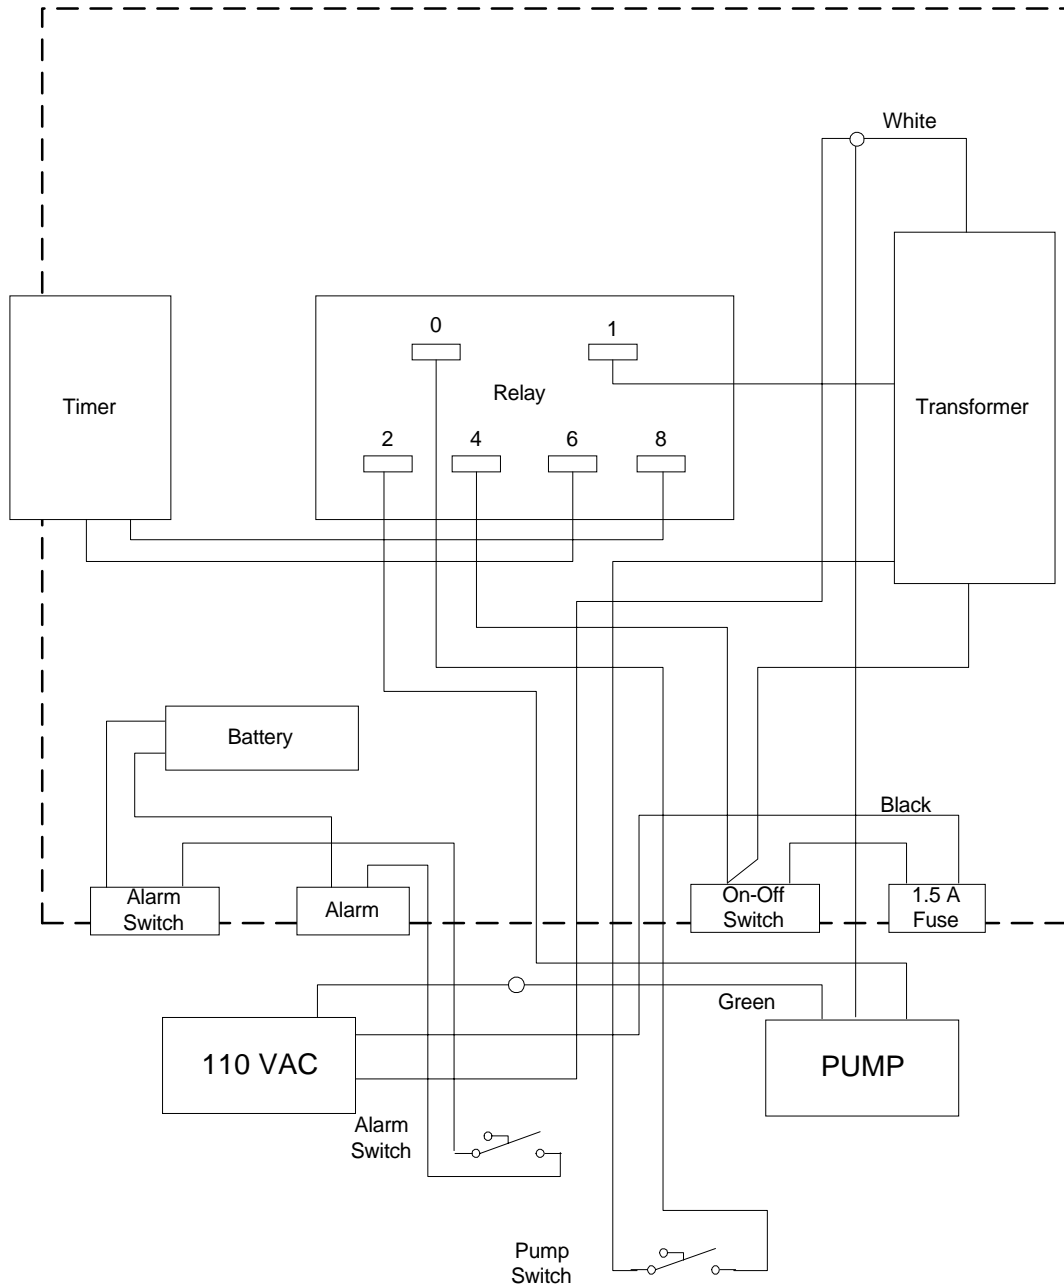 White
0
1
Timer
Relay
Transformer
2
4
6
8
Battery
Black
Alarm
Switch
Alarm
On-Off
Switch
1.5 A
Fuse
Green
110 VAC
PUMP
Alarm
Switch
Pump
Switch